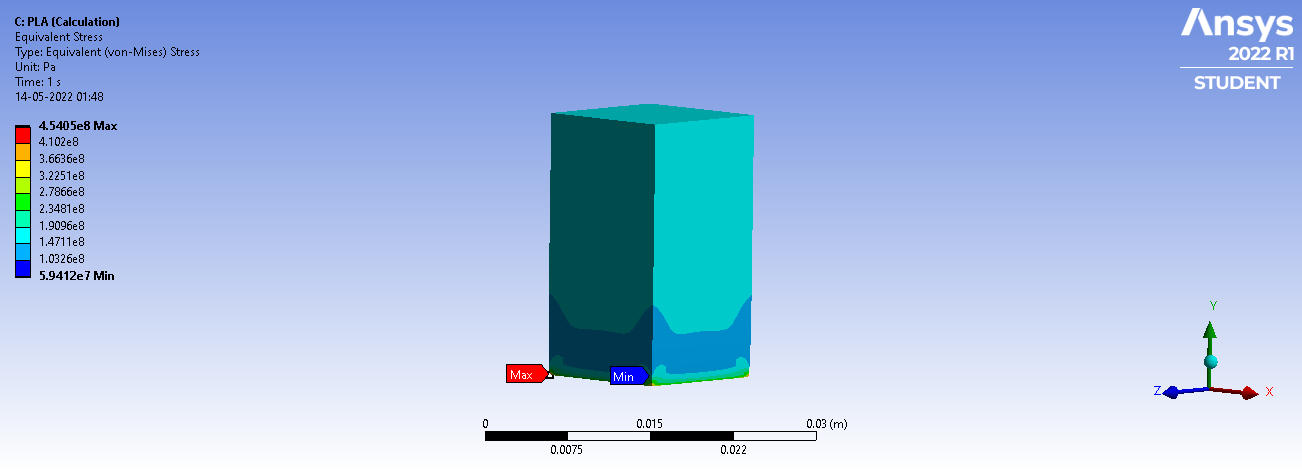 C: PLA (Calculation)
Equivalent Stress
Type: Equivalent (von-Mises) Stress
Unit: Pa
Time: 1 s
14-05-2022 01:48
4.5405e8 Max
4.102e8
3.6636e8
3.2251e8
2.7866e8
2.3481e8
1.9096e8
1.4711e8
1.0326e8
5.9412e7 Min
Ansys
2022 R1
STUDENT
Max
Min
0 0.015 0.03 (m)
0.0075 0.022
Y
Z X